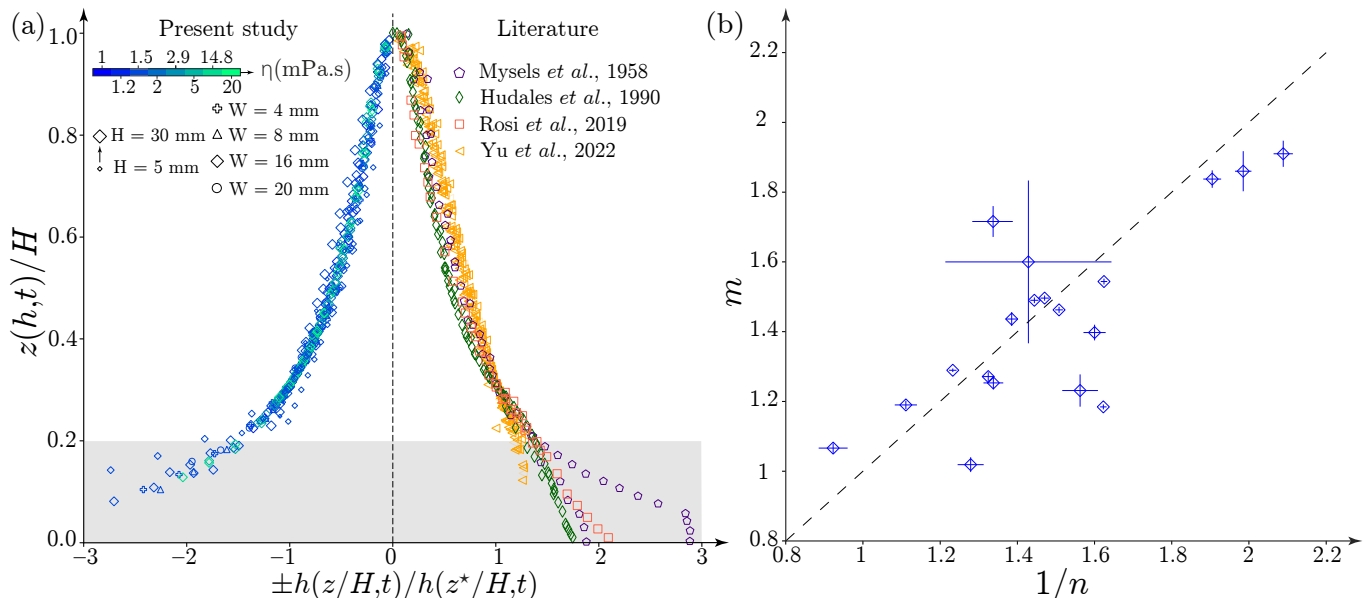 (a)
Present study
Literature
1 1.5 2.9 14.8
η(mPa.s)
1.2 2 5 20
W = 4 mm
H = 30 mm
W = 8 mm
H = 5 mm
W = 16 mm
W = 20 mm
Mysels et al., 1958
Hudales et al., 1990
Rosi et al., 2019
Yu et al., 2022
z(h,t)/H
1.0
0.8
0.6
0.4
0.2
0.0
−3 −2 −1 0 1 2 3
±h(z/H,t)/h(z⋆/H,t)
(b)
m
2.2
2
1.8
1.6
1.4
1.2
1
0.8
0.8 1 1.2 1.4 1.6 1.8 2 2.2
1/n